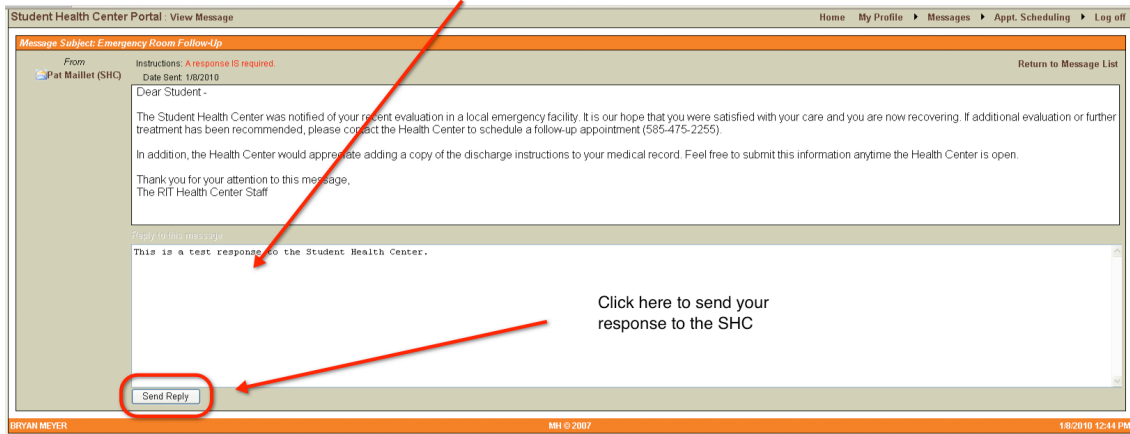 Student Health Center Portal : View Message
Home My Profile Messages Appt. Scheduling Log off
Message Subject: Emergency Room Follow-Up
From
Pat Maillet (SHC)
Instructions: A response IS required.
Return to Message List
Date Sent: 1/8/2010
Dear Student -
The Student Health Center was notified of your recent evaluation in a local emergency facility. It is our hope that you were satisfied with your care and you are now recovering. If additional evaluation or further
treatment has been recommended, please contact the Health Center to schedule a follow-up appointment (585-475-2255).
In addition, the Health Center would appreciate adding a copy of the discharge instructions to your medical record. Feel free to submit this information anytime the Health Center is open.
Thank you for your attention to this message,
The RIT Health Center Staff
Reply to this message
This is a test response to the Student Health Center.
Click here to send your
response to the SHC
Send Reply
BRYAN MEYER
MH © 2007
1/8/2010 12:44 PM